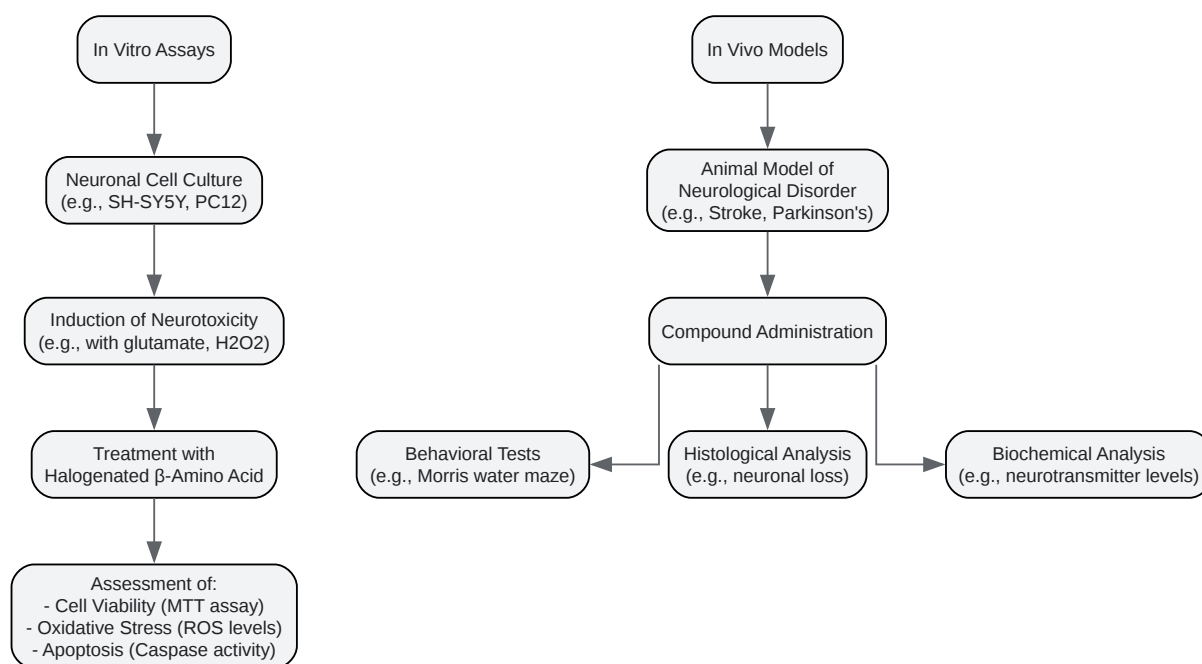 In Vitro Assays
Neuronal Cell Culture
(e.g., SH-SY5Y, PC12)
Induction of Neurotoxicity
(e.g., with glutamate, H2O2)
Treatment with
Halogenated β-Amino Acid
Assessment of:
- Cell Viability (MTT assay)
- Oxidative Stress (ROS levels)
- Apoptosis (Caspase activity)
In Vivo Models
Animal Model of
Neurological Disorder
(e.g., Stroke, Parkinson's)
Compound Administration
Behavioral Tests
(e.g., Morris water maze)
Histological Analysis
(e.g., neuronal loss)
Biochemical Analysis
(e.g., neurotransmitter levels)